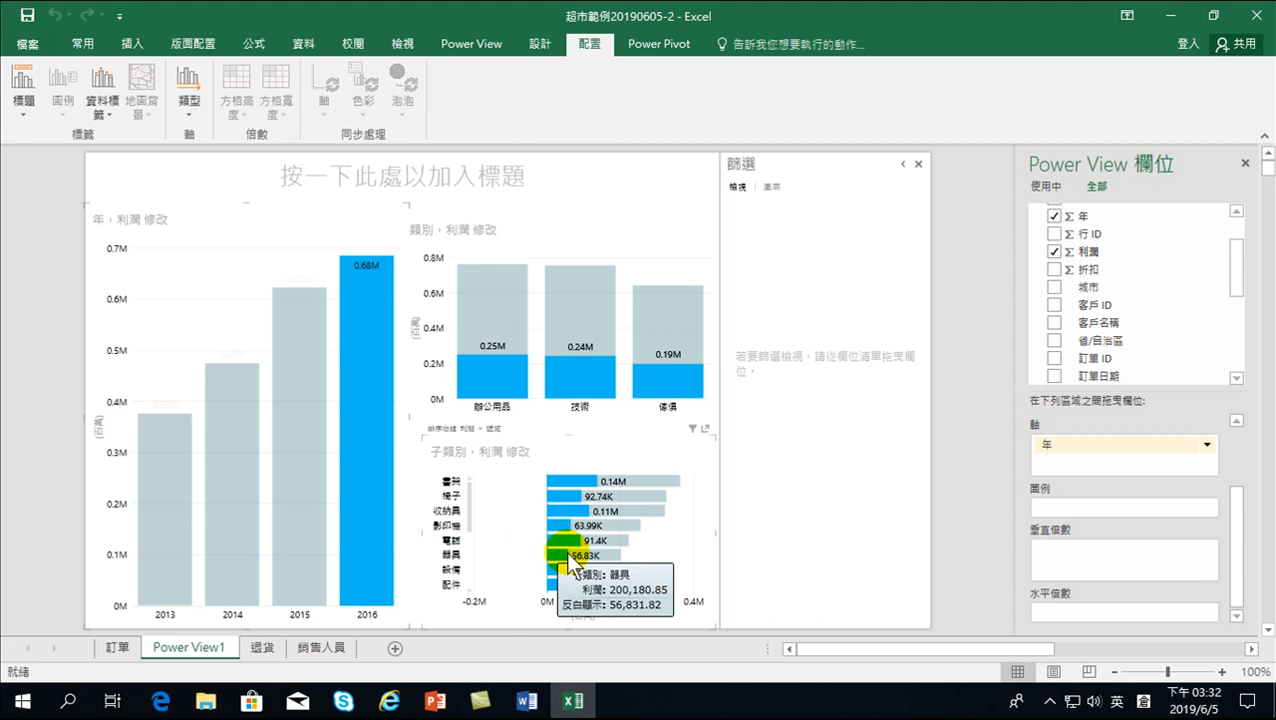 超市範例20190605-2 - Excel
檔案 常用 插入 版面配置 公式 資料 校閱 檢視 Power View 設計 配置 Power Pivot 告訴我您想要執行的動作... 登入 共用
標題 圖例 資料標籤 地圖背景 類型 方格高度 方格寬度 軸 色彩 泡泡
標籤 軸 倍數 同步處理
按一下此處以加入標題
年，利潤 修改
0.7M
0.6M
0.5M
0.4M
0.3M
0.2M
0.1M
0M
(百萬)
0.68M
2013 2014 2015 2016
類別，利潤 修改
0.8M
0.6M
0.4M
0.2M
0M
(百萬)
0.25M 0.24M 0.19M
辦公用品 技術 傢俱
排序依據 利潤 遞減
子類別，利潤 修改
書架 0.14M
椅子 92.74K
收納具 0.11M
影印機 63.99K
電話 91.4K
器具 56.83K
設備
配件
-0.2M 0M 0.4M
類別: 器具
利潤: 200,180.85
反白顯示: 56,831.82
篩選
檢視 圖表
若要篩選檢視，請從欄位清單拖曳欄
位。
Power View 欄位
使用中 全部
Σ 年
Σ 行 ID
Σ 利潤
Σ 折扣
城市
客戶 ID
客戶名稱
省/自治區
訂單 ID
訂單日期
在下列區域之間拖曳欄位:
軸
年
圖例
垂直倍數
水平倍數
訂單 Power View1 退貨 銷售人員
就緒 100%
英 下午 03:32
2019/6/5